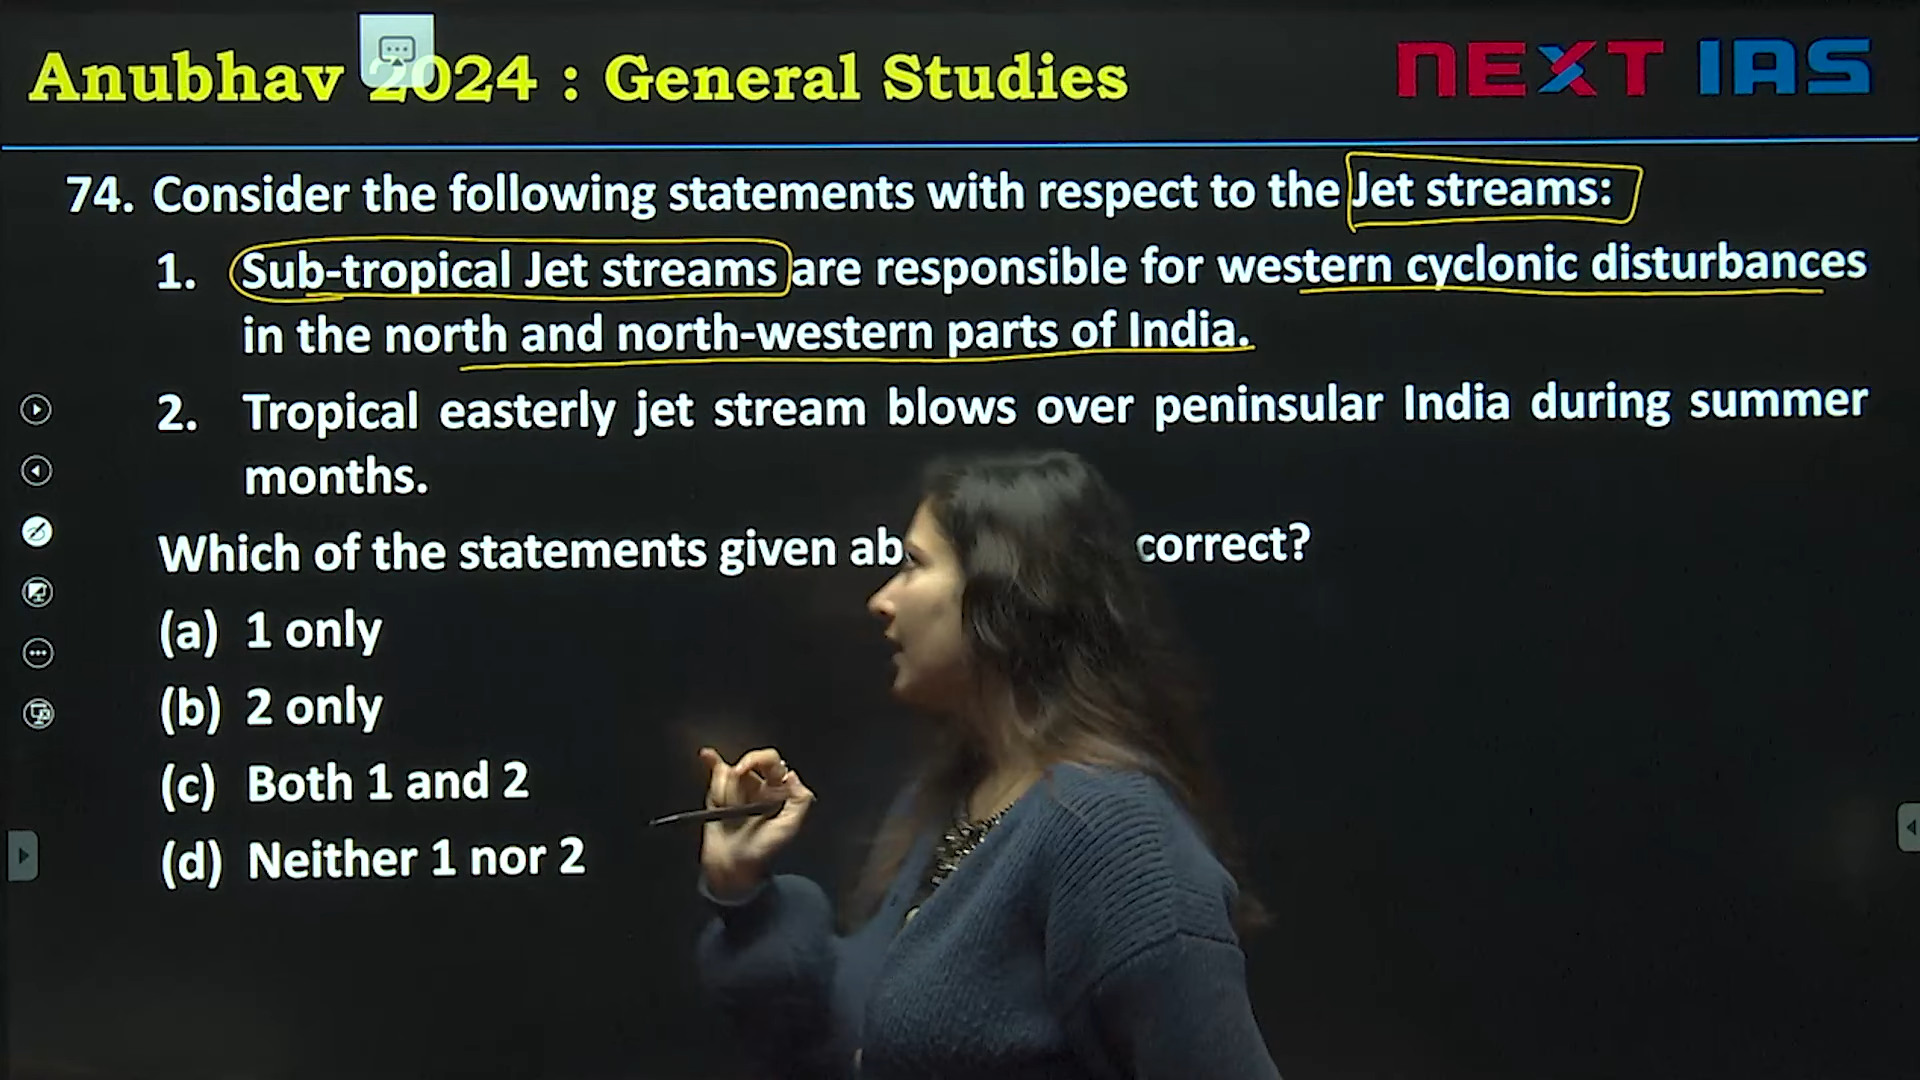 Anubhav 2024 : General Studies
NEXT IAS
74. Consider the following statements with respect to the Jet streams:
1. Sub-tropical Jet streams are responsible for western cyclonic disturbances
in the north and north-western parts of India.
2. Tropical easterly jet stream blows over peninsular India during summer
months.
Which of the statements given ab correct?
(a) 1 only
(b) 2 only
(c) Both 1 and 2
(d) Neither 1 nor 2